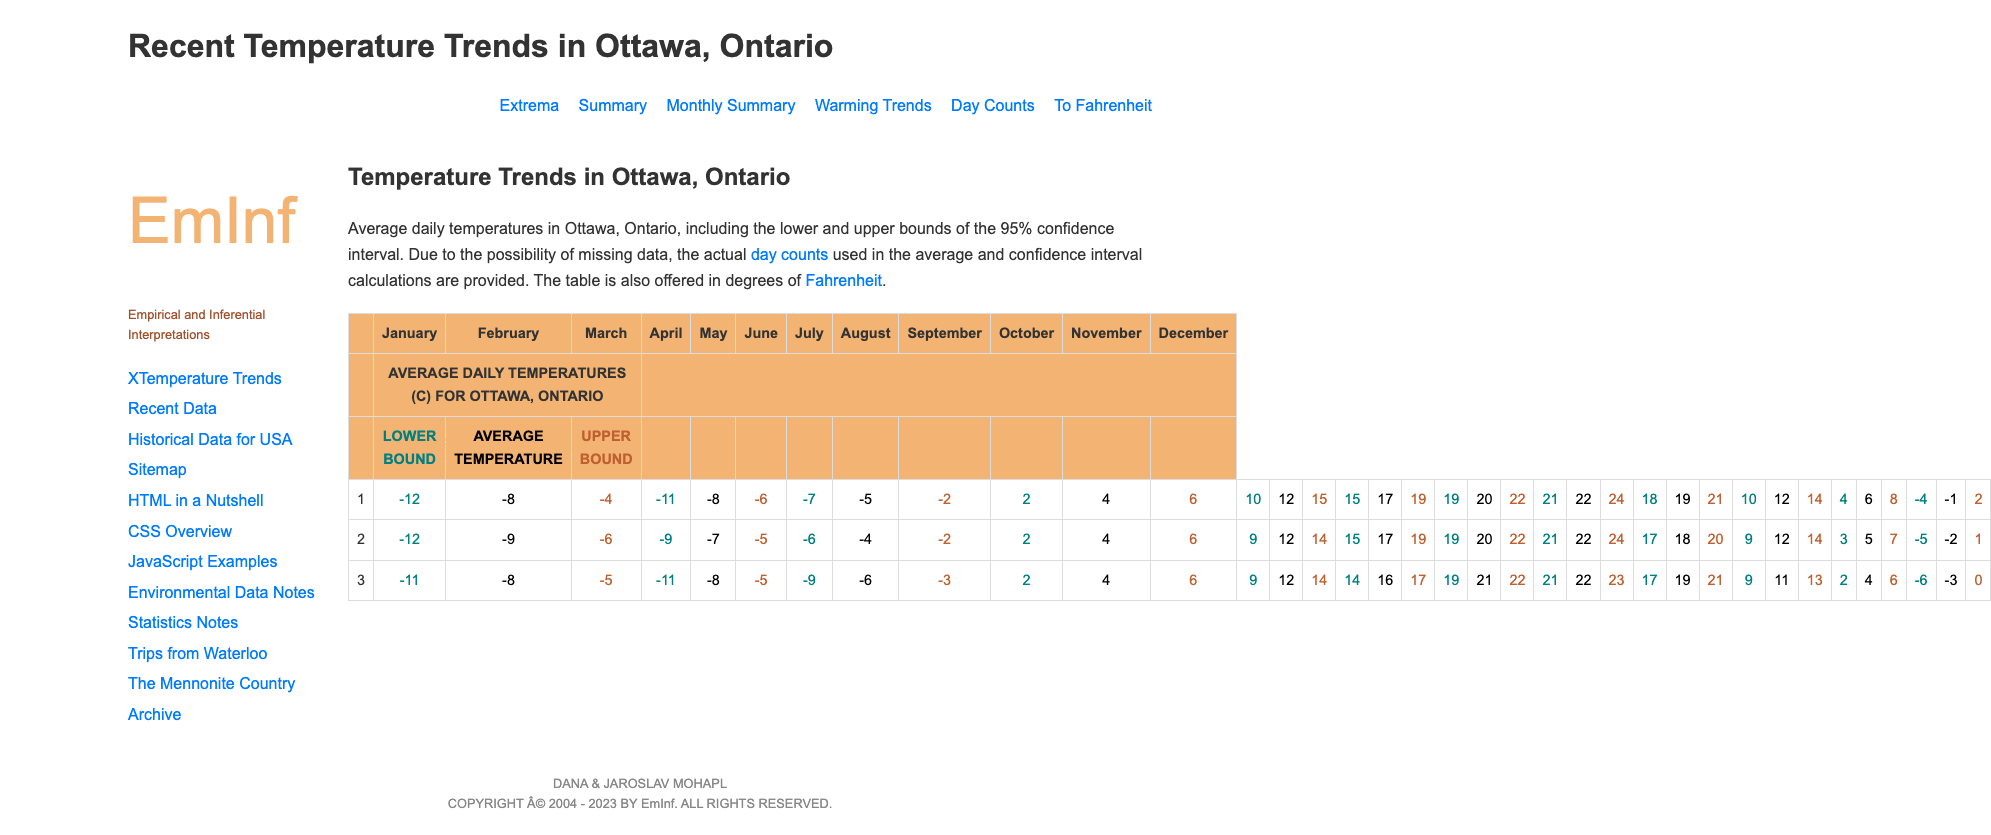 Recent Temperature Trends in Ottawa, Ontario
Extrema Summary Monthly Summary Warming Trends Day Counts To Fahrenheit
EmInf
Empirical and Inferential
Interpretations
XTemperature Trends
Recent Data
Historical Data for USA
Sitemap
HTML in a Nutshell
CSS Overview
JavaScript Examples
Environmental Data Notes
Statistics Notes
Trips from Waterloo
The Mennonite Country
Archive
Temperature Trends in Ottawa, Ontario
Average daily temperatures in Ottawa, Ontario, including the lower and upper bounds of the 95% confidence
interval. Due to the possibility of missing data, the actual day counts used in the average and confidence interval
calculations are provided. The table is also offered in degrees of Fahrenheit.
January February March April May June July August September October November December
AVERAGE DAILY TEMPERATURES
(C) FOR OTTAWA, ONTARIO
LOWER AVERAGE UPPER
BOUND TEMPERATURE BOUND
1 -12 -8 -4 -11 -8 -6 -7 -5 -2 2 4 6 10 12 15 15 17 19 19 20 22 21 22 24 18 19 21 10 12 14 4 6 8 -4 -1 2
2 -12 -9 -6 -9 -7 -5 -6 -4 -2 2 4 6 9 12 14 15 17 19 19 20 22 21 22 24 17 18 20 9 12 14 3 5 7 -5 -2 1
3 -11 -8 -5 -11 -8 -5 -9 -6 -3 2 4 6 9 12 14 14 16 17 19 21 22 21 22 23 17 19 21 9 11 13 2 4 6 -6 -3 0
DANA & JAROSLAV MOHAPL
COPYRIGHT Â© 2004 - 2023 BY EmInf. ALL RIGHTS RESERVED.